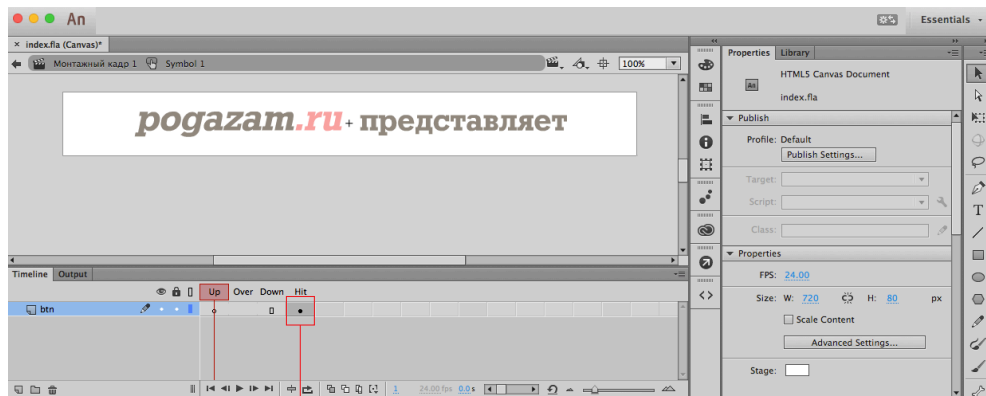 An
Essentials
× index.fla (Canvas)*
Монтажный кадр 1 Symbol 1
100%
pogazam.ru + представляет
Timeline Output
Up Over Down Hit
btn
1 24.00 fps 0.0 s
Properties Library
An
HTML5 Canvas Document
index.fla
Publish
Profile: Default
Publish Settings...
Target:
Script:
Class:
Properties
FPS: 24.00
Size: W: 720 H: 80 px
Scale Content
Advanced Settings...
Stage:
T